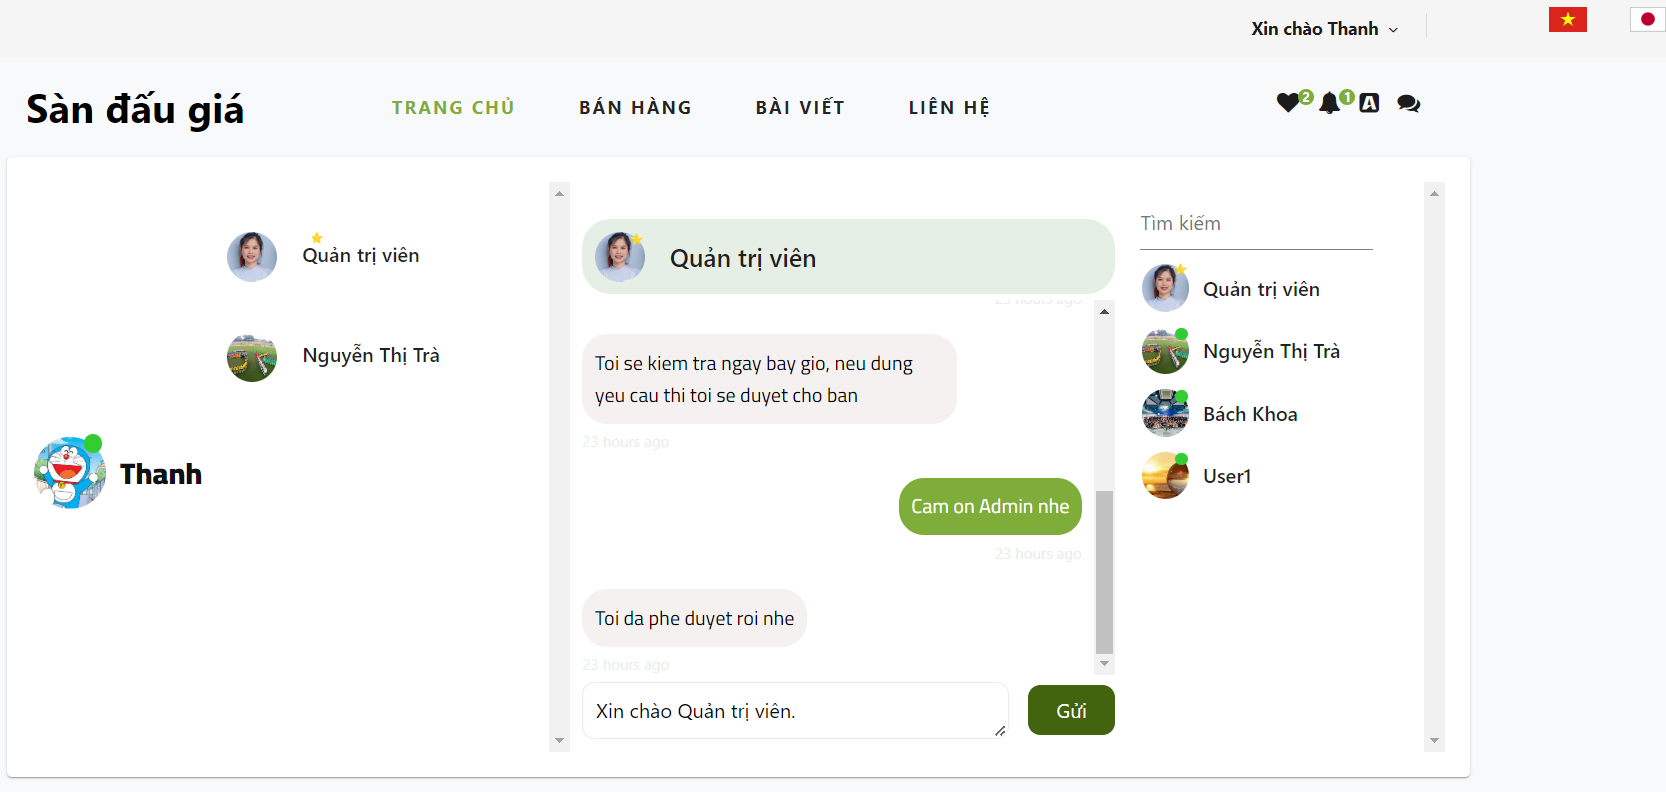 Xin chào Thanh
Sàn đấu giá
TRANG CHỦ
BÁN HÀNG
BÀI VIẾT
LIÊN HỆ
2
1
A
Quản trị viên
Nguyễn Thị Trà
Thanh
Quản trị viên
23 hours ago
Toi se kiem tra ngay bay gio, neu dung
yeu cau thi toi se duyet cho ban
23 hours ago
Cam on Admin nhe
23 hours ago
Toi da phe duyet roi nhe
23 hours ago
Xin chào Quản trị viên.
Gửi
Tìm kiếm
Quản trị viên
Nguyễn Thị Trà
Bách Khoa
User1